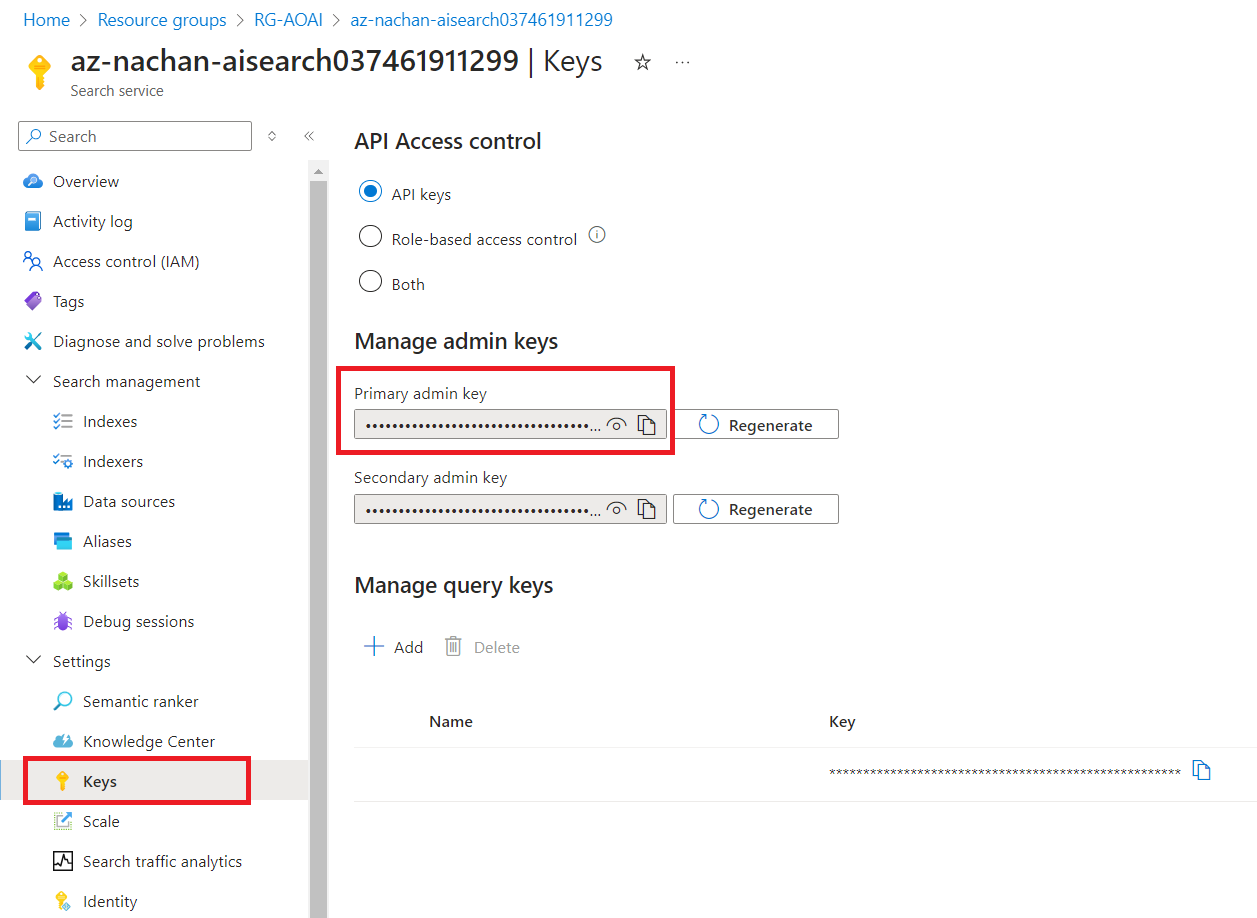 Home > Resource groups > RG-AOAI > az-nachan-aisearch037461911299
az-nachan-aisearch037461911299 | Keys
Search service
Search
Overview
Activity log
Access control (IAM)
Tags
Diagnose and solve problems
Search management
Indexes
Indexers
Data sources
Aliases
Skillsets
Debug sessions
Settings
Semantic ranker
Knowledge Center
Keys
Scale
Search traffic analytics
Identity
API Access control
API keys
Role-based access control
Both
Manage admin keys
Primary admin key
Regenerate
Secondary admin key
Regenerate
Manage query keys
Add Delete
Name Key